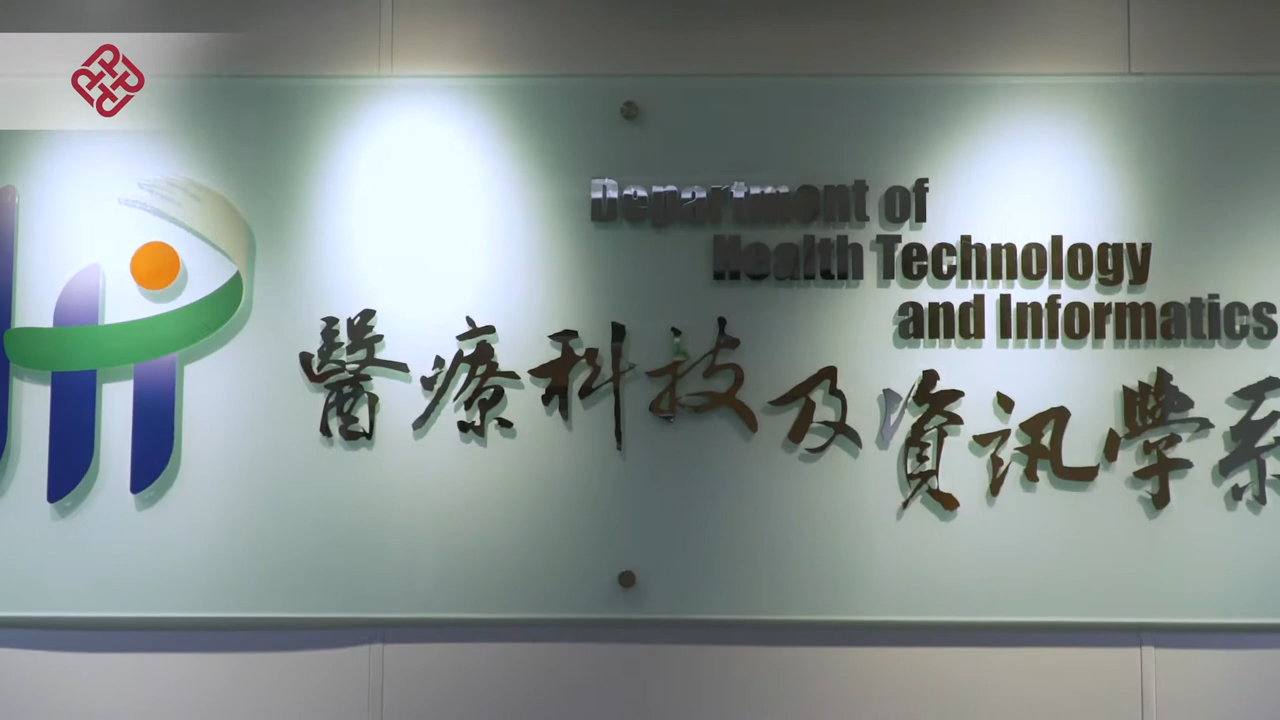 Department of
Health Technology
and Informatics
醫療科技及資訊學系